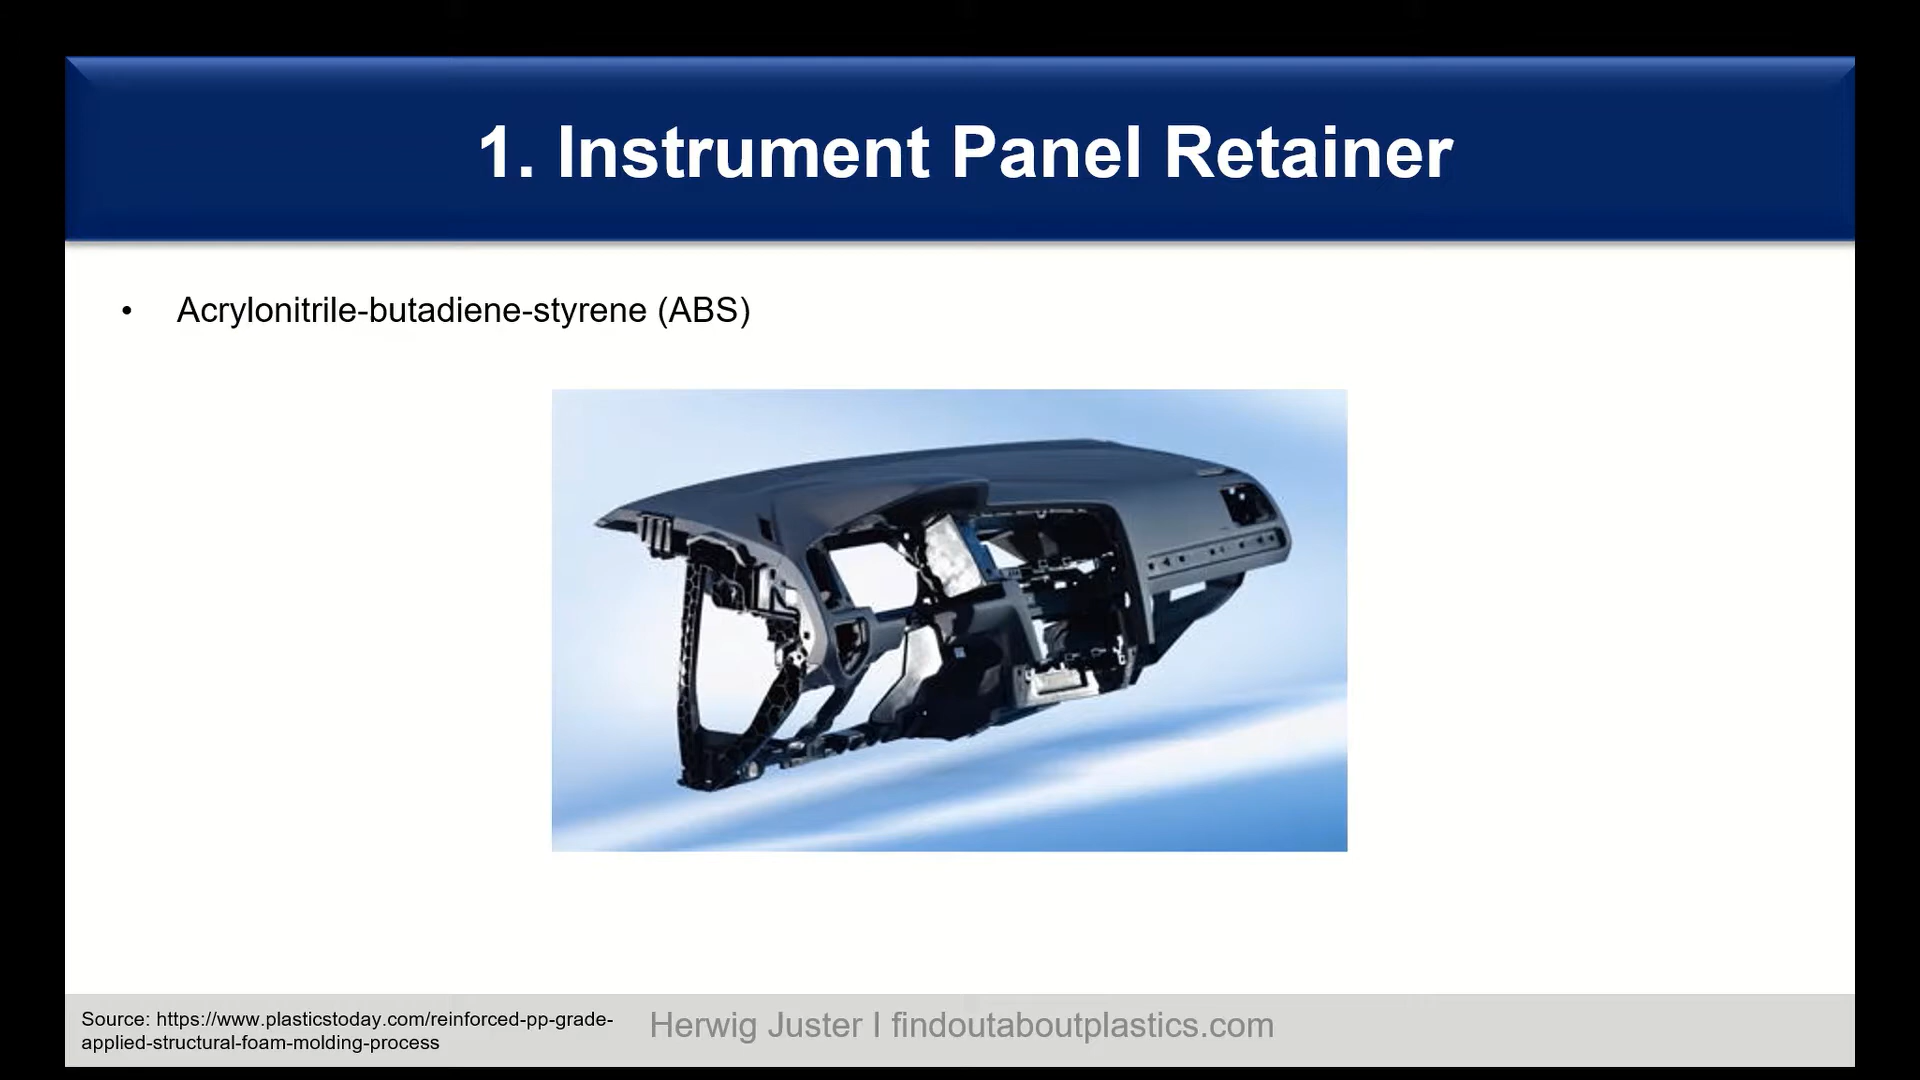 1. Instrument Panel Retainer
• Acrylonitrile-butadiene-styrene (ABS)
Source: https://www.plasticstoday.com/reinforced-pp-grade-
applied-structural-foam-molding-process
Herwig Juster I findoutaboutplastics.com